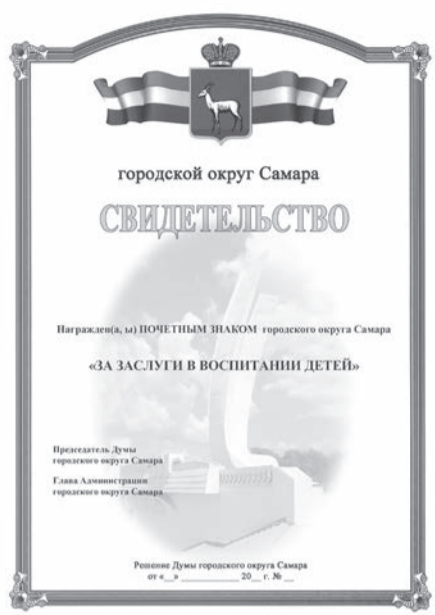 городской округ Самара
СВИДЕТЕЛЬСТВО
Награжден(а, ы) ПОЧЕТНЫМ ЗНАКОМ городского округа Самара
«ЗА ЗАСЛУГИ В ВОСПИТАНИИ ДЕТЕЙ»
Председатель Думы
городского округа Самара
Глава Администрации
городского округа Самара
Решение Думы городского округа Самара
от «__» ____________ 20__ г. № __